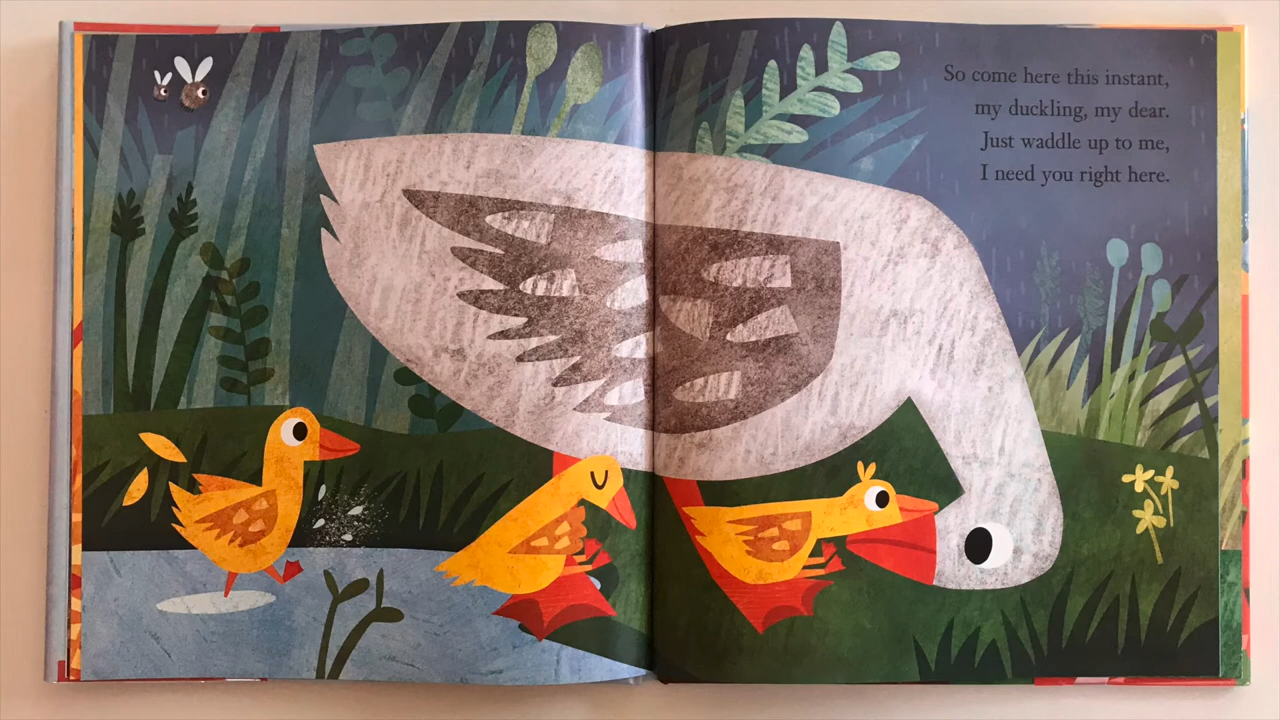 So come here this instant,
my duckling, my dear.
Just waddle up to me,
I need you right here.